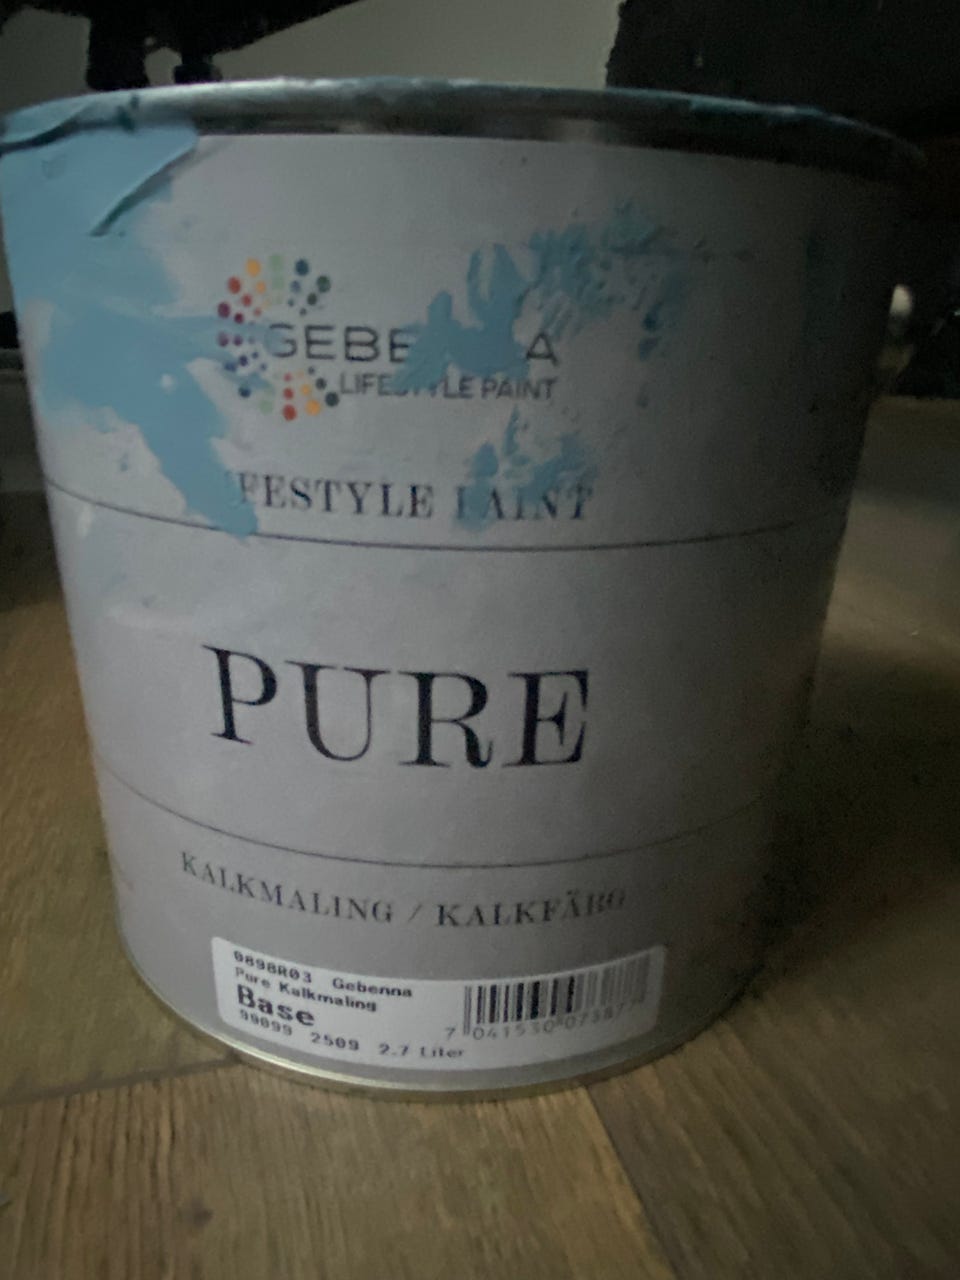 LIFESTYLE PAINT
PURE
KALKMALING / KALKFÄRG
0898R03 Gebenna
Pure Kalkmaling
Base
99099 2509 2.7 Liter